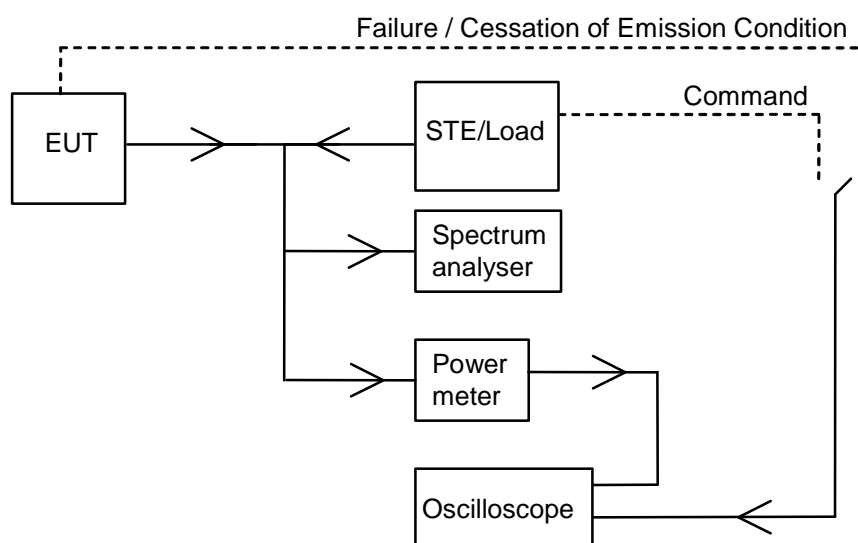 Failure / Cessation of Emission Condition
EUT
STE/Load
Command
Spectrum
analyser
Power
meter
Oscilloscope